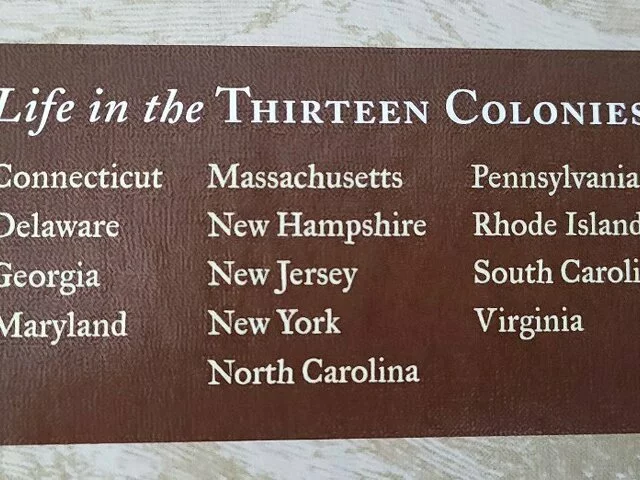 Life in the THIRTEEN COLONIES
Connecticut
Delaware
Georgia
Maryland
Massachusetts
New Hampshire
New Jersey
New York
North Carolina
Pennsylvania
Rhode Island
South Caroli
Virginia